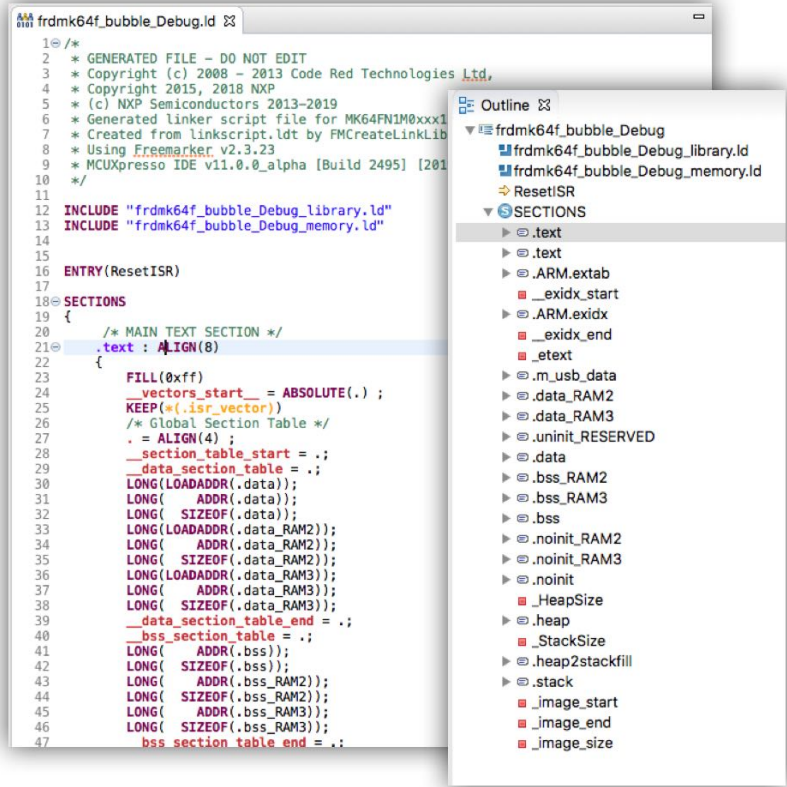 frdmk64f_bubble_Debug.ld
1 /*
2 * GENERATED FILE – DO NOT EDIT
3 * Copyright (c) 2008 – 2013 Code Red Technologies Ltd,
4 * Copyright 2015, 2018 NXP
5 * (c) NXP Semiconductors 2013–2019
6 * Generated linker script file for MK64FN1M0xxx1
7 * Created from linkscript.ldt by FMCreateLinkLib
8 * Using Freemarker v2.3.23
9 * MCUXpresso IDE v11.0.0_alpha [Build 2495] [201
10 */
11
12 INCLUDE "frdmk64f_bubble_Debug_library.ld"
13 INCLUDE "frdmk64f_bubble_Debug_memory.ld"
14
15
16 ENTRY(ResetISR)
17
18 SECTIONS
19 {
20 /* MAIN TEXT SECTION */
21 .text : ALIGN(8)
22 {
23 FILL(0xff)
24 __vectors_start__ = ABSOLUTE(.) ;
25 KEEP(*(.isr_vector))
26 /* Global Section Table */
27 . = ALIGN(4) ;
28 __section_table_start = .;
29 __data_section_table = .;
30 LONG(LOADADDR(.data));
31 LONG( ADDR(.data));
32 LONG( SIZEOF(.data));
33 LONG(LOADADDR(.data_RAM2));
34 LONG( ADDR(.data_RAM2));
35 LONG( SIZEOF(.data_RAM2));
36 LONG(LOADADDR(.data_RAM3));
37 LONG( ADDR(.data_RAM3));
38 LONG( SIZEOF(.data_RAM3));
39 __data_section_table_end = .;
40 __bss_section_table = .;
41 LONG( ADDR(.bss));
42 LONG( SIZEOF(.bss));
43 LONG( ADDR(.bss_RAM2));
44 LONG( SIZEOF(.bss_RAM2));
45 LONG( ADDR(.bss_RAM3));
46 LONG( SIZEOF(.bss_RAM3));
47 __bss_section_table_end = .;
Outline
frdmk64f_bubble_Debug
frdmk64f_bubble_Debug_library.ld
frdmk64f_bubble_Debug_memory.ld
ResetISR
SECTIONS
.text
.text
.ARM.extab
__exidx_start
.ARM.exidx
__exidx_end
_etext
.m_usb_data
.data_RAM2
.data_RAM3
.uninit_RESERVED
.data
.bss_RAM2
.bss_RAM3
.bss
.noinit_RAM2
.noinit_RAM3
.noinit
_HeapSize
.heap
_StackSize
.heap2stackfill
.stack
_image_start
_image_end
_image_size